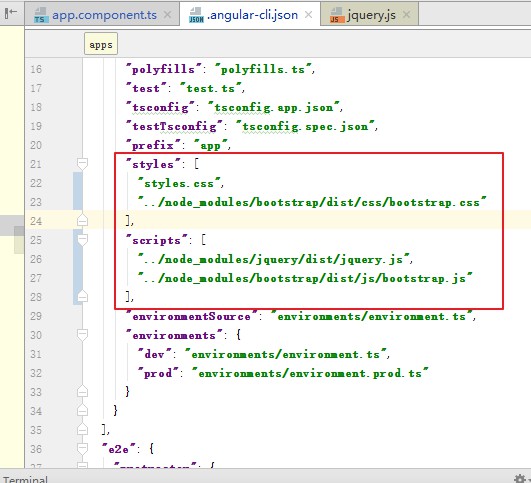 app.component.ts × .angular-cli.json × jquery.js ×
apps
16 "polyfills": "polyfills.ts",
17 "test": "test.ts",
18 "tsconfig": "tsconfig.app.json",
19 "testTsconfig": "tsconfig.spec.json",
20 "prefix": "app",
21 "styles": [
22 "styles.css",
23 "../node_modules/bootstrap/dist/css/bootstrap.css"
24 ],
25 "scripts": [
26 "../node_modules/jquery/dist/jquery.js",
27 "../node_modules/bootstrap/dist/js/bootstrap.js"
28 ],
29 "environmentSource": "environments/environment.ts",
30 "environments": {
31 "dev": "environments/environment.ts",
32 "prod": "environments/environment.prod.ts"
33 }
34 }
35 ],
36 "e2e": {
37 "protractor": {
Terminal